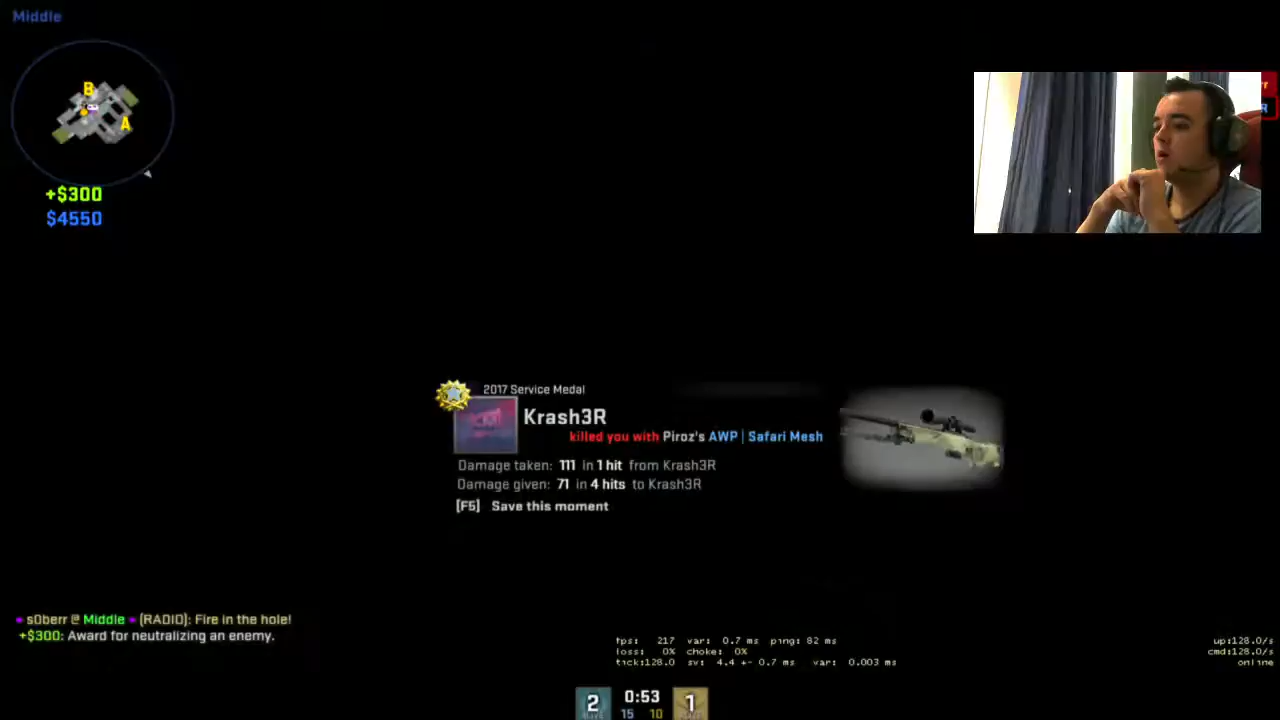 Middle
B
A
+$300
$4550
r
R
2017 Service Medal
Krash3R
killed you with Piroz's AWP | Safari Mesh
Damage taken: 111 in 1 hit from Krash3R
Damage given: 71 in 4 hits to Krash3R
[F5] Save this moment
s0berr @ Middle (RADIO): Fire in the hole!
+$300: Award for neutralizing an enemy.
fps: 217 var: 0.7 ms ping: 82 ms
loss: 0% choke: 0%
tick:128.0 sv: 4.4 +- 0.7 ms var: 0.003 ms
up:128.0/s
cmd:128.0/s
online
2 0:53 1
15 10